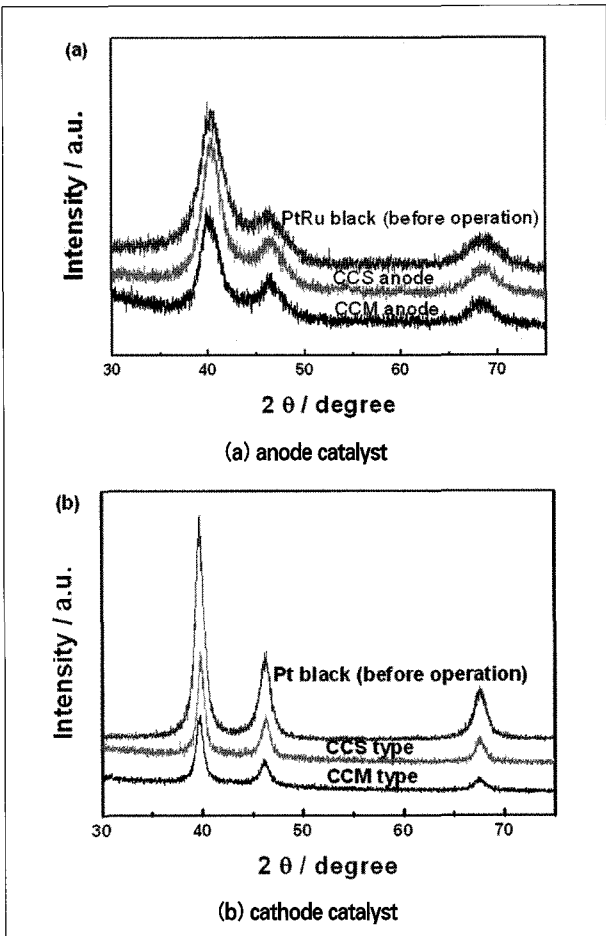 (a)
Intensity / a.u.
PtRu black (before operation)
CCS anode
CCM anode
30 40 50 60 70
2 θ / degree
(a) anode catalyst
(b)
Intensity / a.u.
Pt black (before operation)
CCS type
CCM type
30 40 50 60 70
2 θ / degree
(b) cathode catalyst